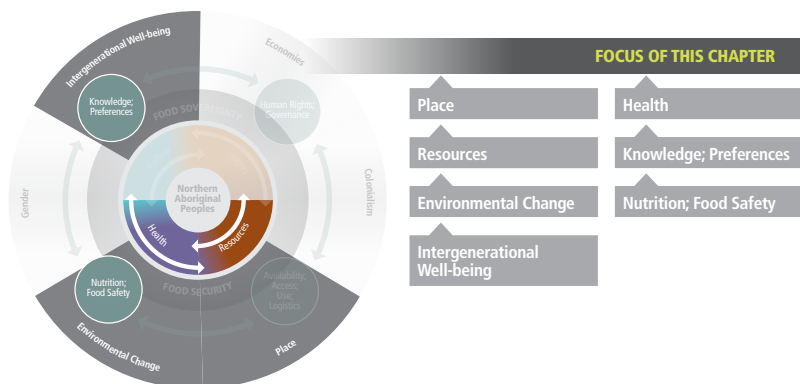 Intergenerational Well-being
Economies
Knowledge;
Preferences
Human Rights;
Governance
FOOD SOVEREIGNTY
Gender
Colonialism
Northern
Aboriginal
Peoples
Health
Resources
Nutrition;
Food Safety
Availability;
Access;
Use;
Logistics
FOOD SECURITY
Environmental Change
Place
FOCUS OF THIS CHAPTER
Place
Resources
Environmental Change
Intergenerational
Well-being
Health
Knowledge; Preferences
Nutrition; Food Safety